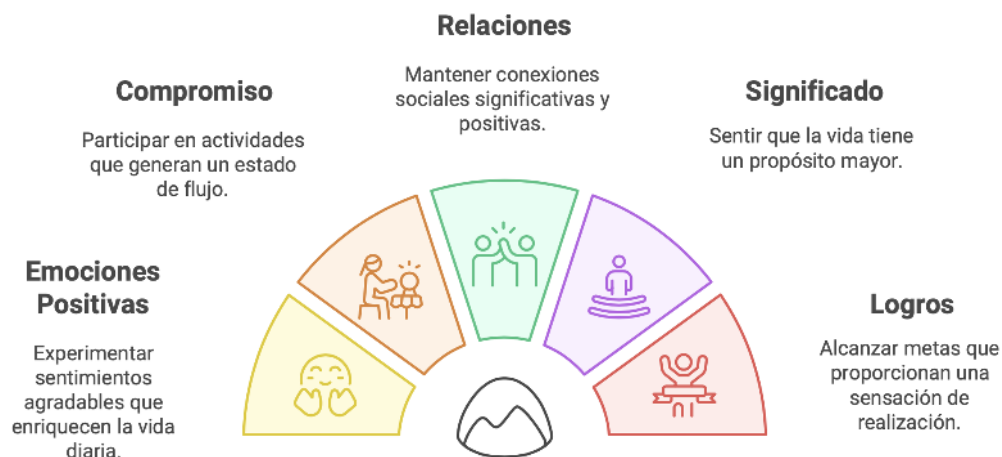 Relaciones
Mantener conexiones
sociales significativas y
positivas.
Compromiso
Participar en actividades
que generan un estado
de flujo.
Significado
Sentir que la vida tiene
un propósito mayor.
Emociones
Positivas
Experimentar
sentimientos
agradables que
enriquecen la vida
diaria.
Logros
Alcanzar metas que
proporcionan una
sensación de
realización.